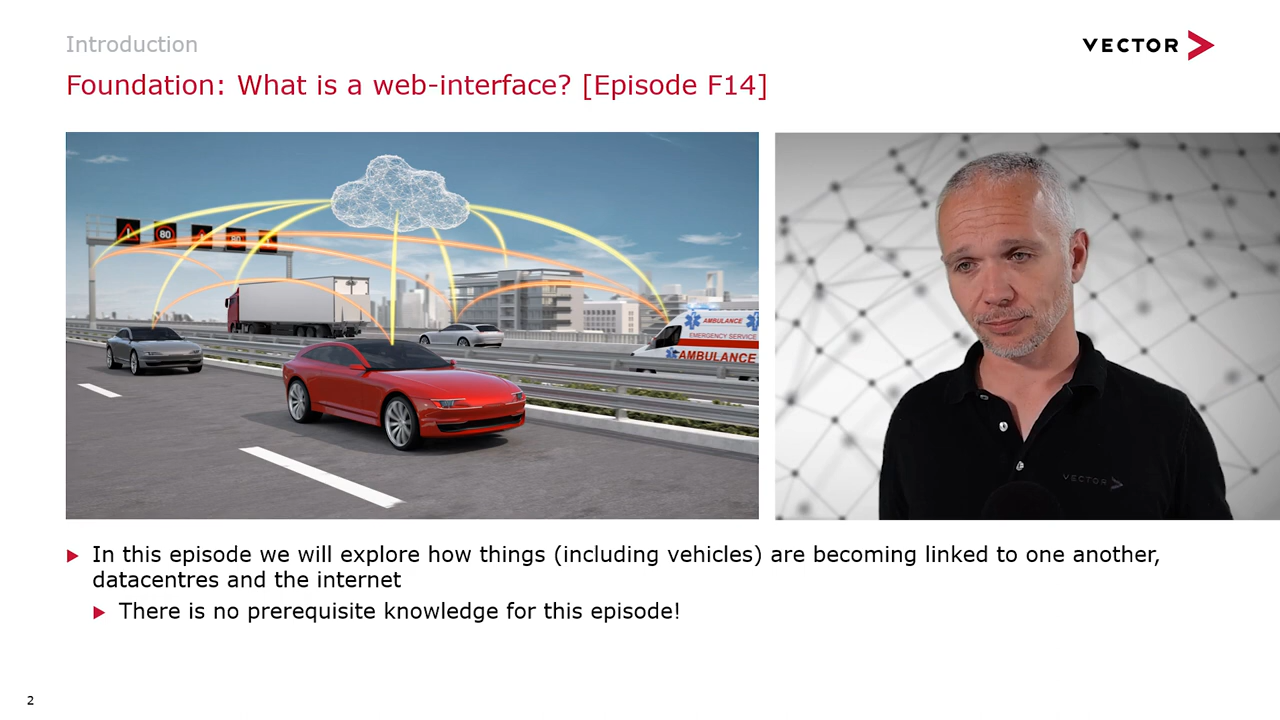 Introduction
VECTOR
Foundation: What is a web-interface? [Episode F14]
80
80
AMBULANCE
EMERGENCY SERVICE
AMBULANCE
VECTOR
In this episode we will explore how things (including vehicles) are becoming linked to one another,
datacentres and the internet
There is no prerequisite knowledge for this episode!
2